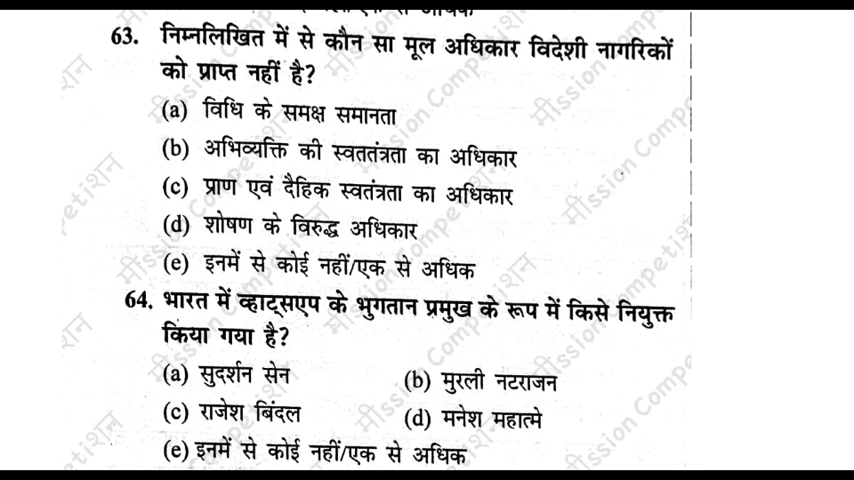 63. निम्नलिखित में से कौन सा मूल अधिकार विदेशी नागरिकों
को प्राप्त नहीं है?
(a) विधि के समक्ष समानता
(b) अभिव्यक्ति की स्वततंत्रता का अधिकार
(c) प्राण एवं दैहिक स्वतंत्रता का अधिकार
(d) शोषण के विरुद्ध अधिकार
(e) इनमें से कोई नहीं/एक से अधिक
64. भारत में व्हाट्सएप के भुगतान प्रमुख के रूप में किसे नियुक्त
किया गया है?
(a) सुदर्शन सेन (b) मुरली नटराजन
(c) राजेश बिंदल (d) मनेश महात्मे
(e) इनमें से कोई नहीं/एक से अधिक